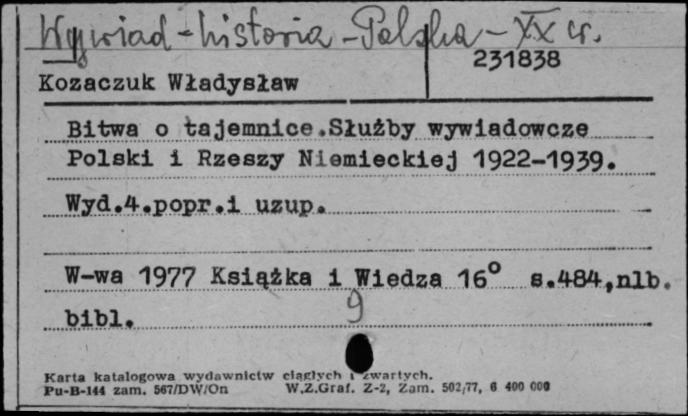 Wywiad - historia - Polska - XX w.
231838
Kozaczuk Władysław
Bitwa o tajemnice.Służby wywiadowcze
Polski i Rzeszy Niemieckiej 1922-1939.
Wyd.4.popr.i uzup.
W-wa 1977 Książka i Wiedza 16° s.484,nlb.
9
bibl.
Karta katalogowa wydawnictw ciągłych i zwartych.
Pu-B-144 zam. 567/DW/On W.Z.Graf. Z-2, Zam. 502/77, 6 400 000